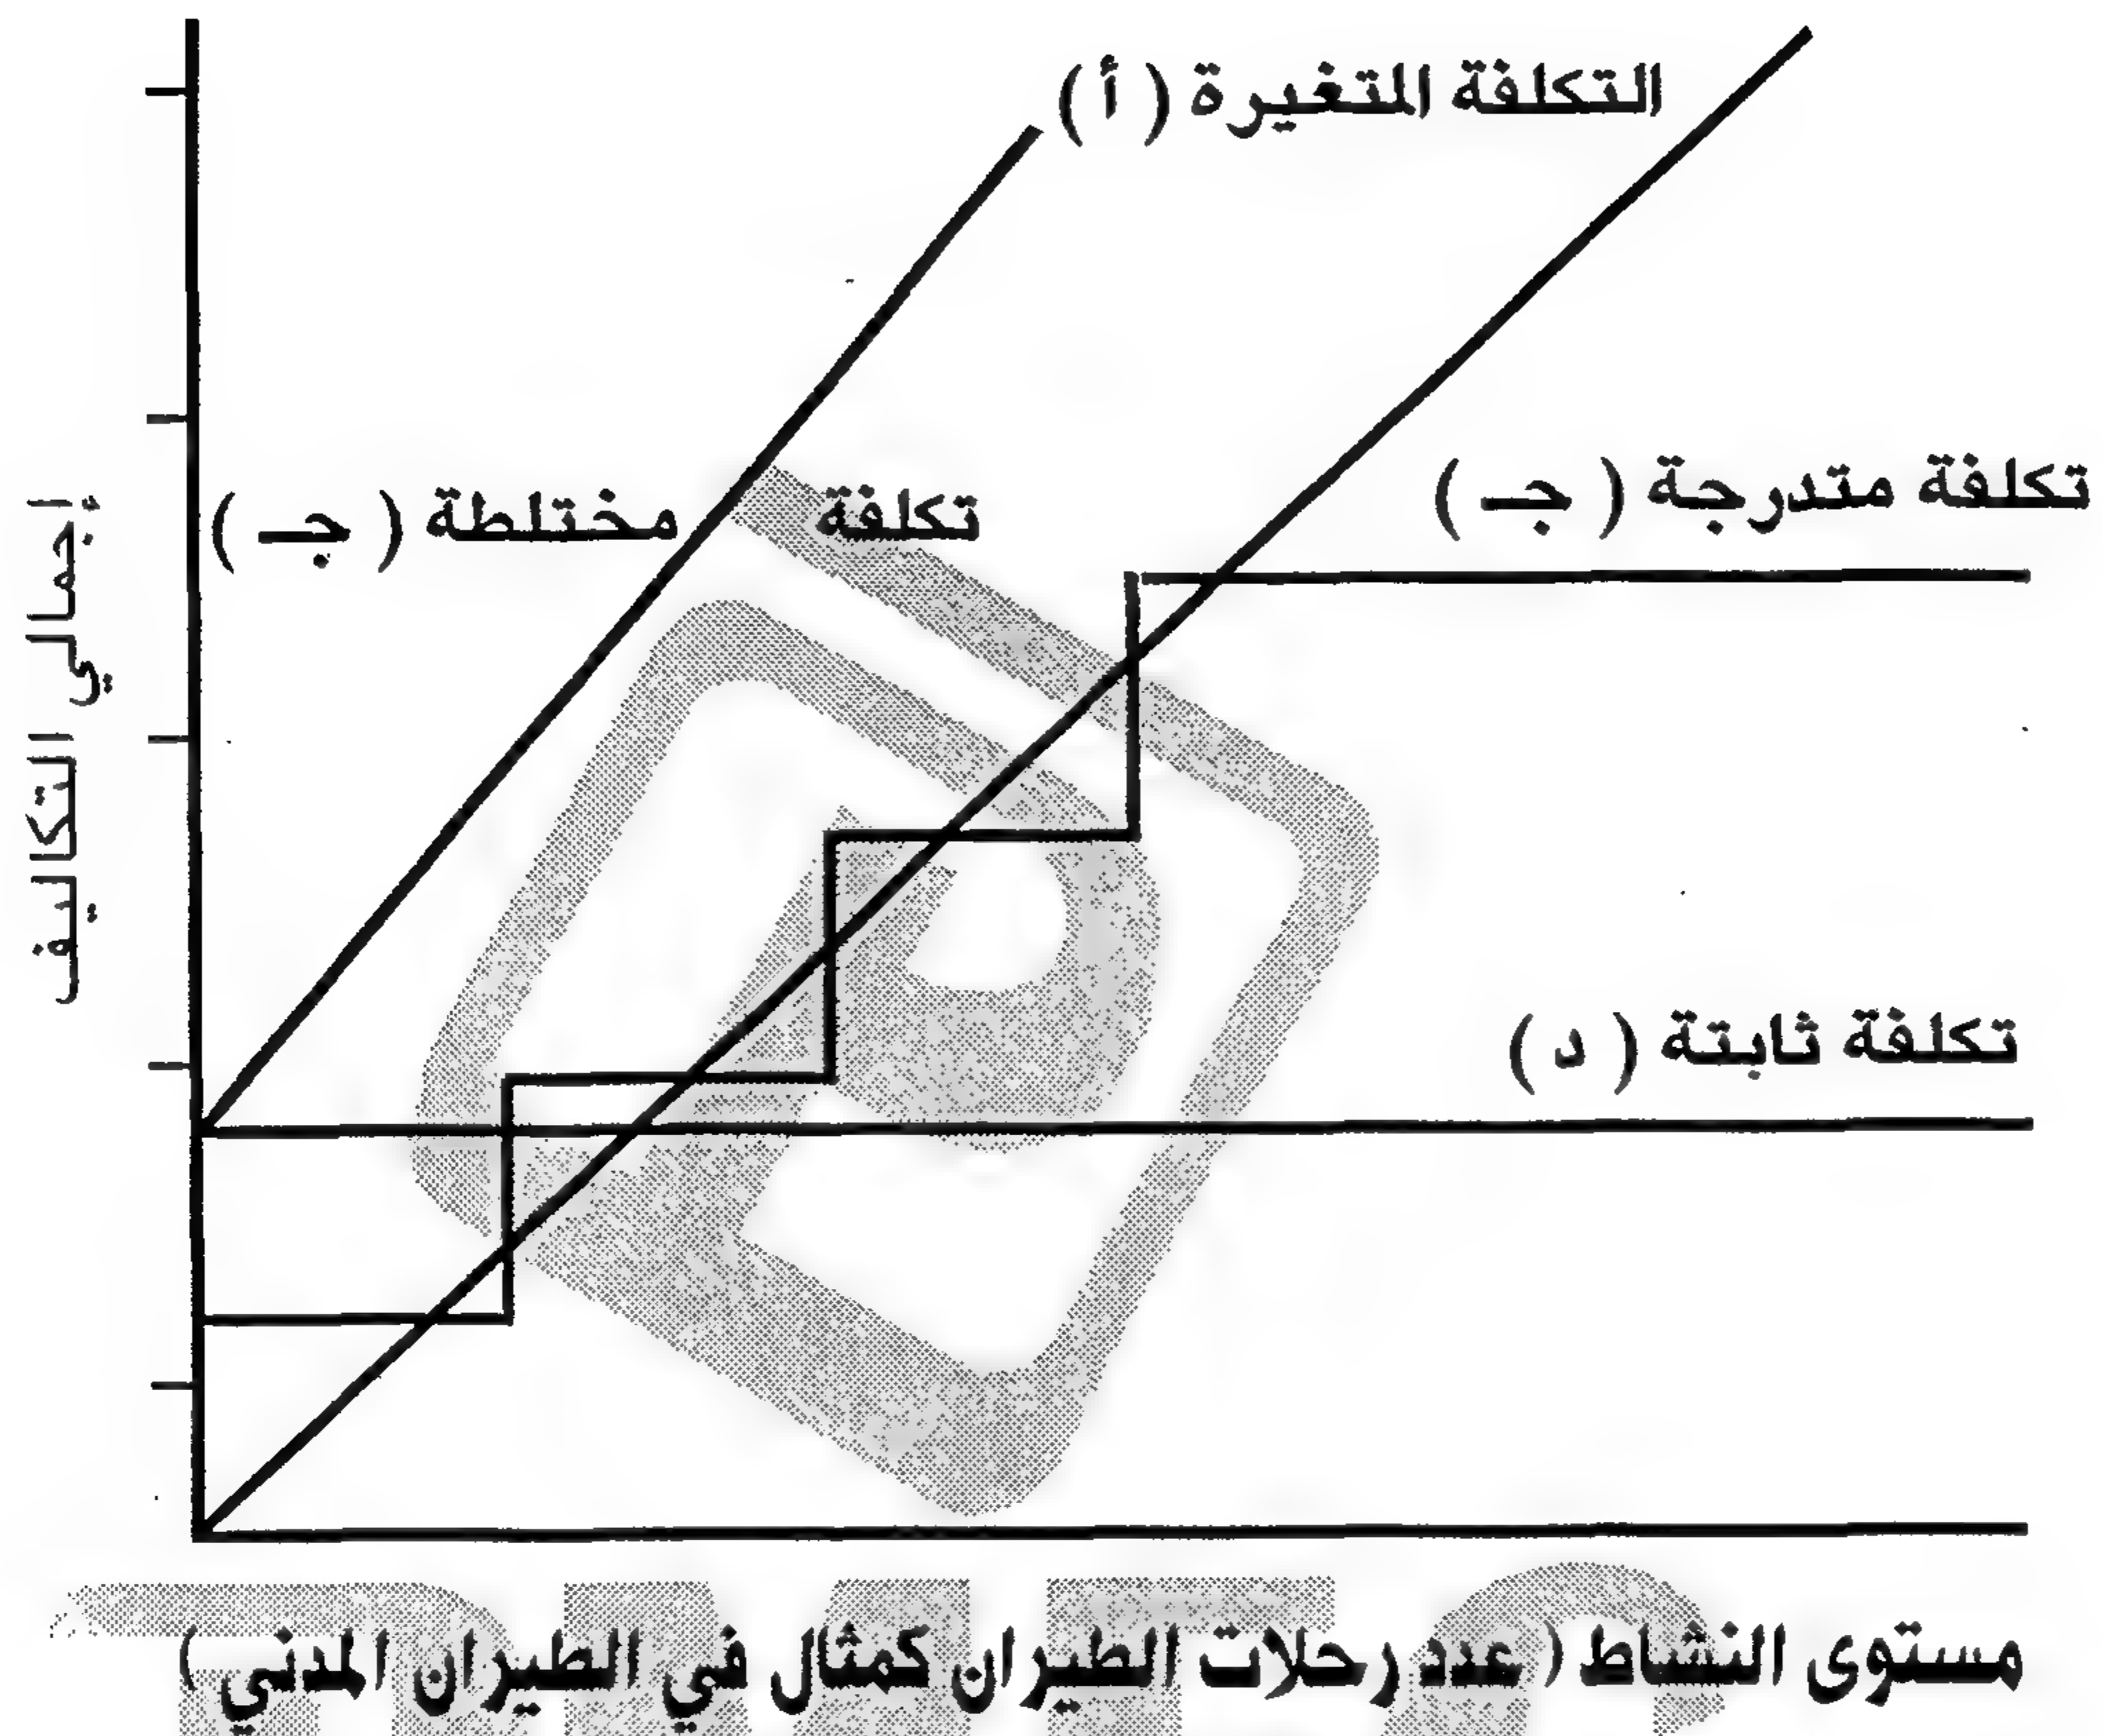 التكلفة المتغيرة ( أ )
تكلفة متدرجة ( جـ )
تكلفة مختلطة ( جـ )
إجمالي التكاليف
تكلفة ثابتة ( د )
مستوى النشاط ( عدد رحلات الطيران كمثال في الطيران المدني )